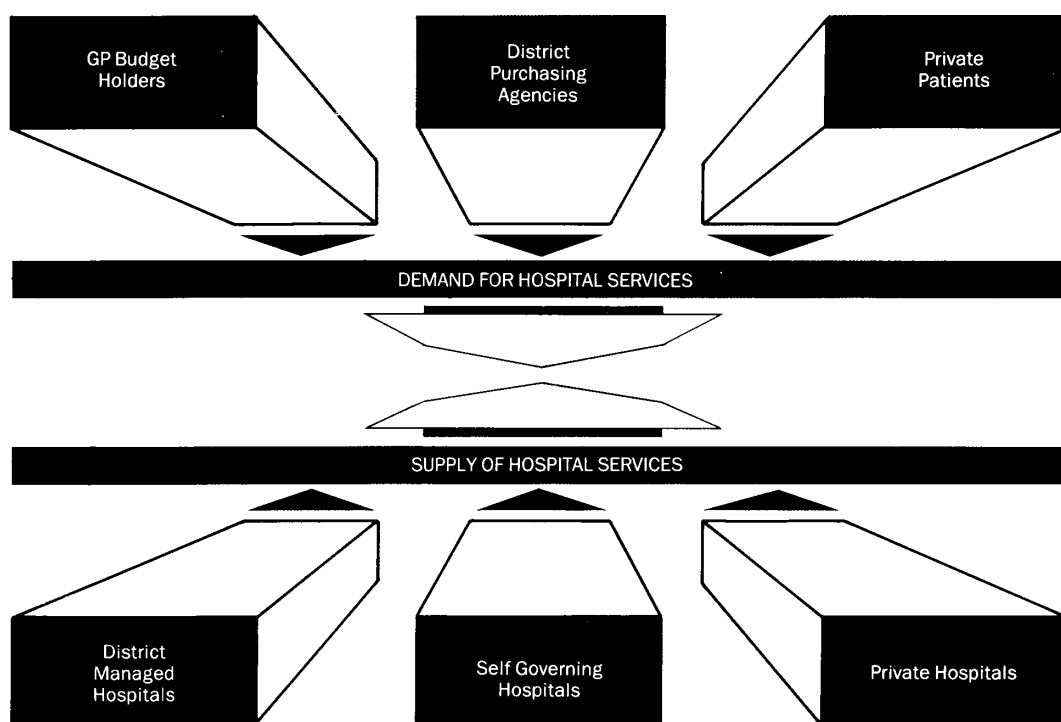 GP Budget
Holders
District
Purchasing
Agencies
Private
Patients
DEMAND FOR HOSPITAL SERVICES
SUPPLY OF HOSPITAL SERVICES
District
Managed
Hospitals
Self Governing
Hospitals
Private Hospitals